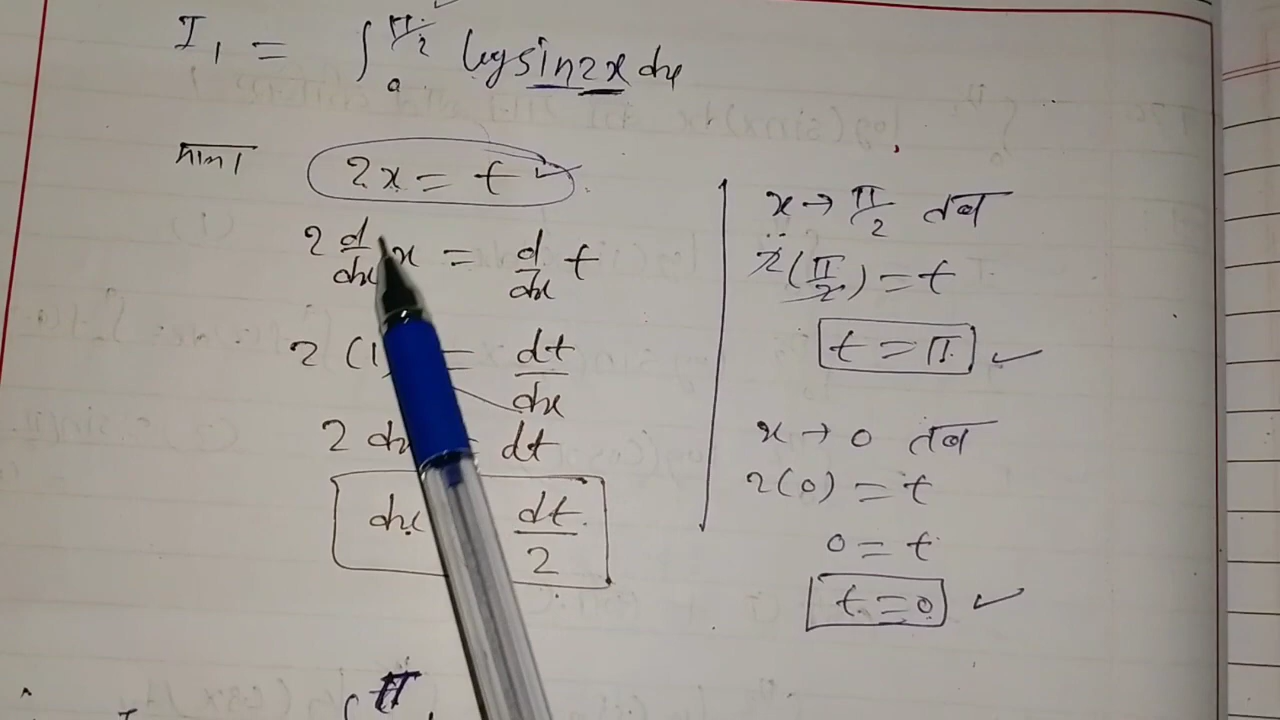 I₁ = ∫₀^π/2 log sin2x dx
माना 2x = t
2 d/dx x = d/dx t
2 (1) = dt/dx
2 dx = dt
dx dt/2
x → π/2 तब
2(π/2) = t
t = π
x → 0 तब
2(0) = t
0 = t
t = 0
∫ π